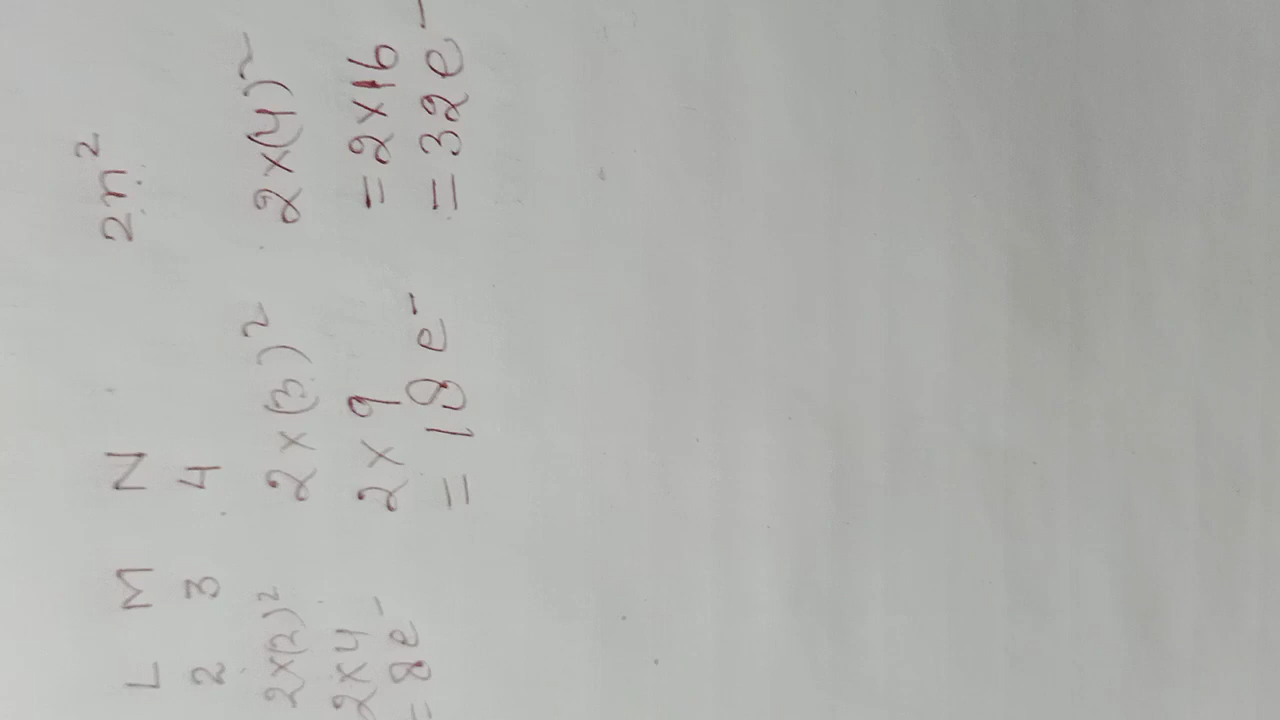 L M N 2n²
2 3 4
2×(2)² 2×(3)² 2×(4)²
2×4 2×9 =2×16
=8e⁻ =18e⁻ =32e⁻